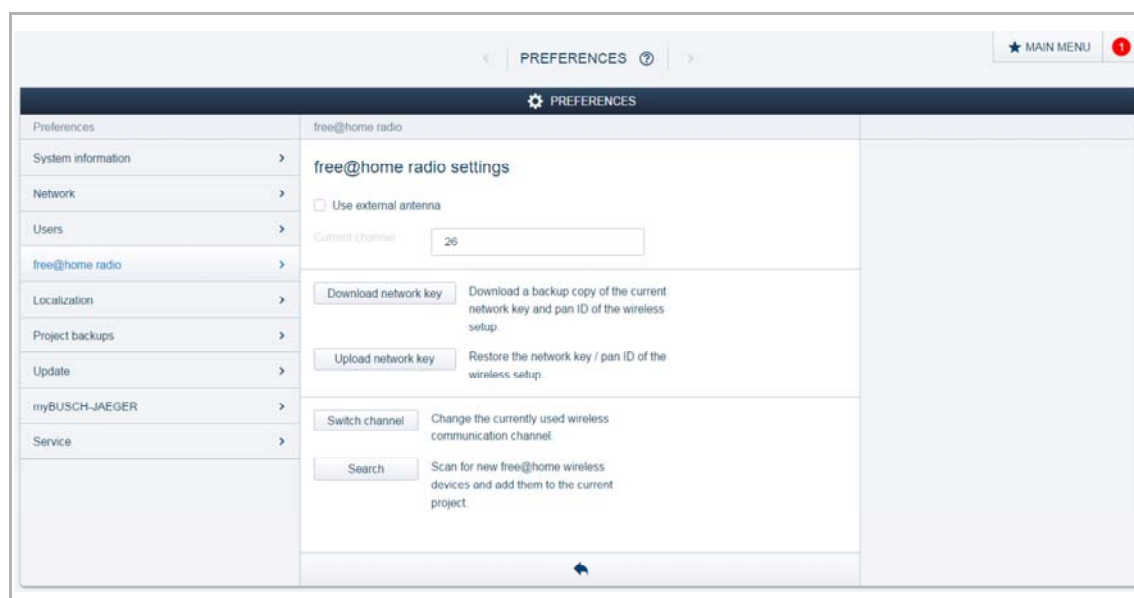 PREFERENCES
MAIN MENU
1
PREFERENCES
Preferences
free@home radio
System information
Network
Users
free@home radio
Localization
Project backups
Update
myBUSCH-JAEGER
Service
free@home radio settings
Use external antenna
Current channel
26
Download network key
Download a backup copy of the current
network key and pan ID of the wireless
setup.
Upload network key
Restore the network key / pan ID of the
wireless setup.
Switch channel
Change the currently used wireless
communication channel.
Search
Scan for new free@home wireless
devices and add them to the current
project.